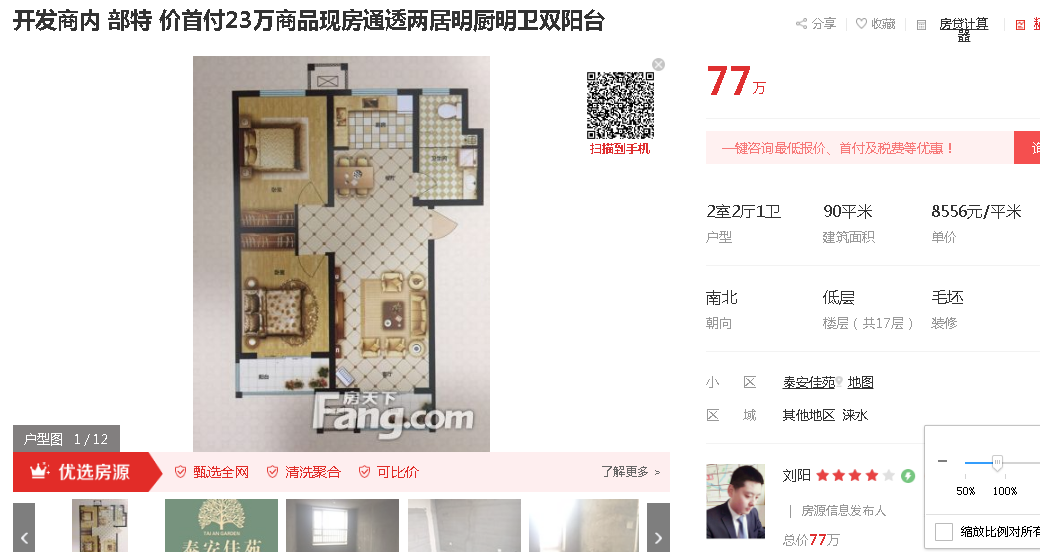 开发商内 部特 价首付23万商品现房通透两居明厨明卫双阳台
分享
收藏
房贷计算器
扫描到手机
77万
一键咨询最低报价、首付及税费等优惠！
2室2厅1卫 90平米 8556元/平米
户型 建筑面积 单价
南北 低层 毛坯
朝向 楼层（共17层） 装修
小 区 泰安佳苑 地图
区 域 其他地区 涞水
房天下
Fang.com
户型图 1 / 12
优选房源
甄选全网
清洗聚合
可比价
了解更多 >
TAI AN GARDEN
泰安佳苑
刘阳
房源信息发布人
总价77万
50% 100%
缩放比例对所有